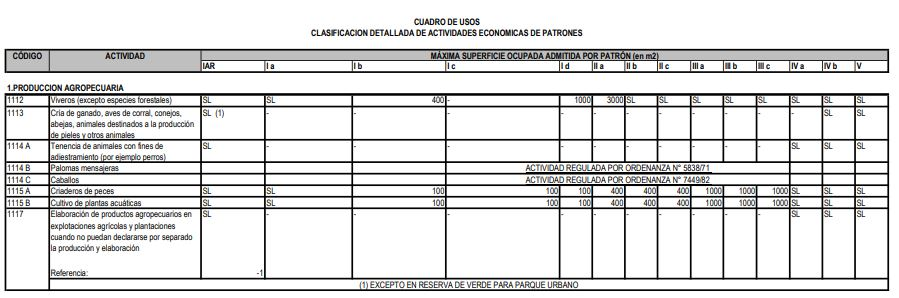 CUADRO DE USOS
CLASIFICACION DETALLADA DE ACTIVIDADES ECONOMICAS DE PATRONES
CÓDIGO ACTIVIDAD MÁXIMA SUPERFICIE OCUPADA ADMITIDA POR PATRÓN (en m2)
IAR I a I b I c I d II a II b II c III a III b III c IV a IV b V
1.PRODUCCION AGROPECUARIA
1112 Viveros (excepto especies forestales) SL SL 400 - 1000 3000 SL SL SL SL SL SL SL SL
1113 Cria de ganado, aves de corral, conejos, SL (1) - - - - - - - - - - - SL SL
abejas, animales destinados a la producción
de pieles y otros animales
1114 A Tenencia de animales con fines de SL - - - - - - - - - - SL SL SL
adiestramiento (por ejemplo perros)
1114 B Palomas mensajeras ACTIVIDAD REGULADA POR ORDENANZA N° 5838/71
1114 C Caballos ACTIVIDAD REGULADA POR ORDENANZA N° 7449/82
1115 A Criaderos de peces SL SL 100 100 100 400 400 400 1000 1000 1000 SL SL SL
1115 B Cultivo de plantas acuáticas SL SL 100 100 100 400 400 400 1000 1000 1000 SL SL SL
1117 Elaboración de productos agropecuarios en SL - - - - - - - - - - SL SL SL
explotaciones agrícolas y plantaciones
cuando no puedan declararse por separado
la producción y elaboración
Referencia: -1
(1) EXCEPTO EN RESERVA DE VERDE PARA PARQUE URBANO